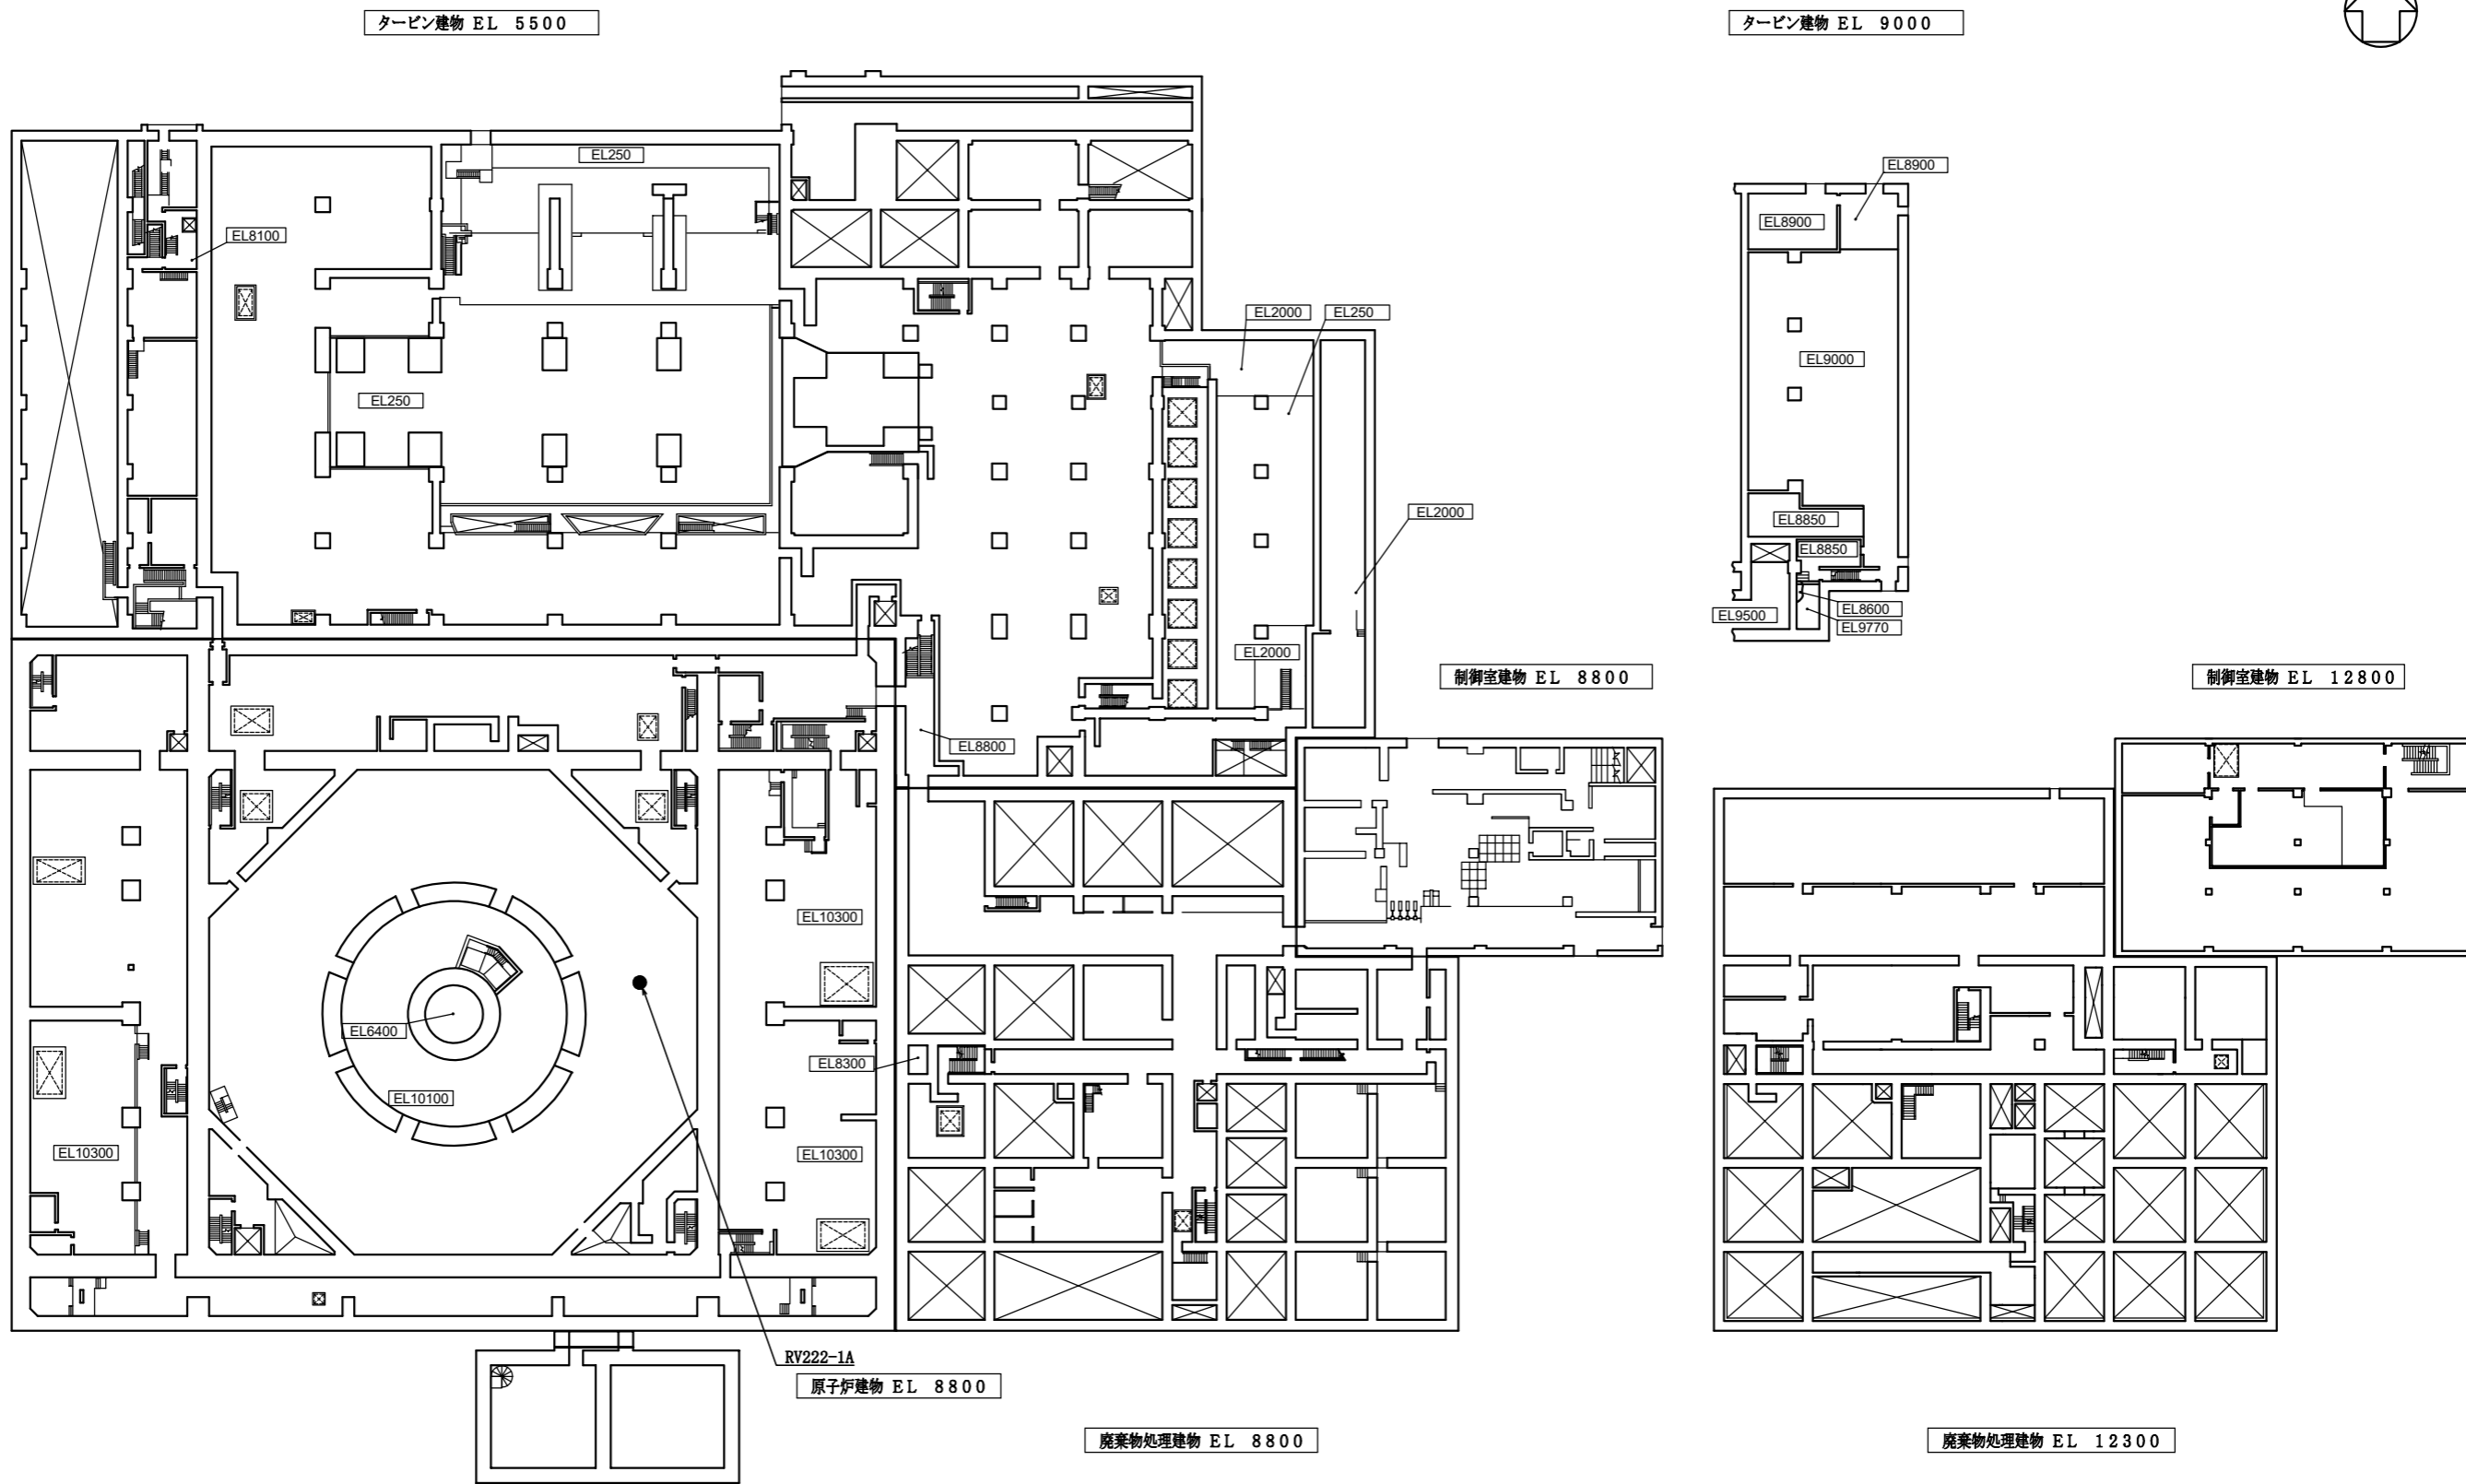 タービン建物 EL 5500
タービン建物 EL 9000
EL250
EL8900
EL8900
EL8100
EL2000
EL250
EL9000
EL250
EL2000
EL8850
EL8850
EL8600
EL9500
EL9770
EL2000
制御室建物 EL 8800
制御室建物 EL 12800
EL8800
EL10300
EL6400
EL8300
EL10100
EL10300
EL10300
RV222-1A
原子炉建物 EL 8800
廃棄物処理建物 EL 8800
廃棄物処理建物 EL 12300